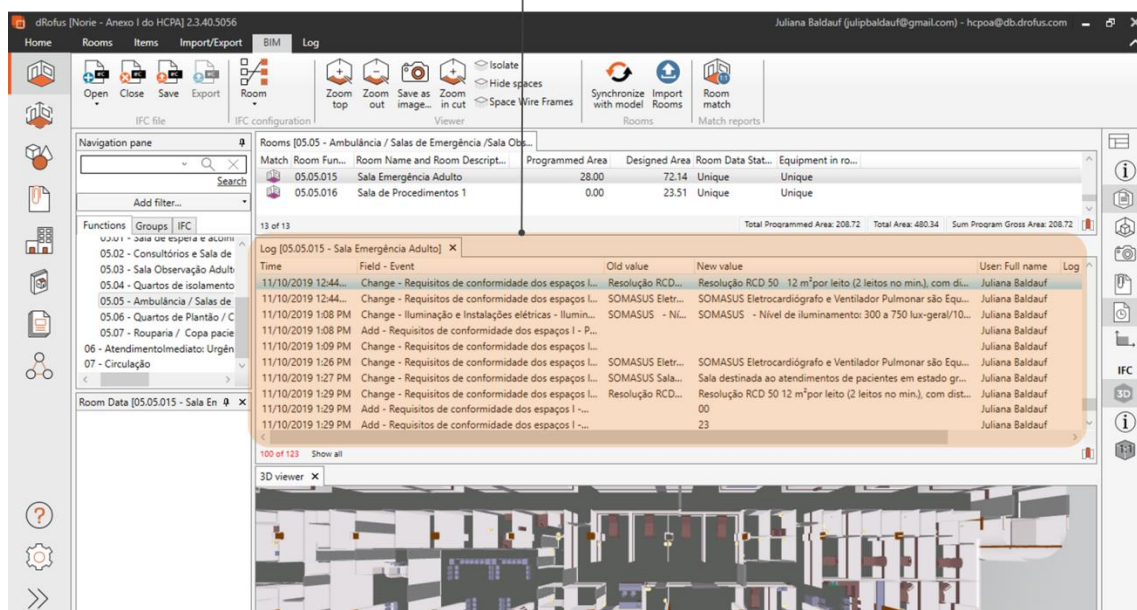 dRofus [Norie - Anexo I do HCPA] 2.3.40.5056
Juliana Baldauf (julipbaldauf@gmail.com) - hcpoa@db.drofus.com
Home Rooms Items Import/Export BIM Log
Open Close Save Export
IFC file
Room
IFC configuration
Zoom top
Zoom out
Save as image...
Zoom in cut
Isolate
Hide spaces
Space Wire Frames
Viewer
Synchronize with model
Import Rooms
Rooms
Room match
Match reports
Navigation pane
Search
Add filter...
Functions Groups IFC
05.01 - Sala de espera e acolhi
05.02 - Consultórios e Sala de
05.03 - Sala Observação Adult
05.04 - Quartos de isolamento
05.05 - Ambulância / Salas de
05.06 - Quartos de Plantão / C
05.07 - Rouparia / Copa pacie
06 - AtendimentoImediato: Urgên
07 - Circulação
Room Data [05.05.015 - Sala En
Rooms [05.05 - Ambulância / Salas de Emergência /Sala Obs...
Match Room Fun... Room Name and Room Descript... Programmed Area Designed Area Room Data Stat... Equipment in ro...
05.05.015 Sala Emergência Adulto 28.00 72.14 Unique Unique
05.05.016 Sala de Procedimentos 1 0.00 23.51 Unique Unique
13 of 13 Total Programmed Area: 208.72 Total Area: 480.34 Sum Program Gross Area: 208.72
Log [05.05.015 - Sala Emergência Adulto]
Time Field - Event Old value New value User: Full name Log
11/10/2019 12:44... Change - Requisitos de conformidade dos espaços I... Resolução RCD... Resolução RCD 50 12 m²por leito (2 leitos no min.), com di... Juliana Baldauf
11/10/2019 12:44... Change - Requisitos de conformidade dos espaços I... SOMASUS Eletr... SOMASUS Eletrocardiógrafo e Ventilador Pulmonar são Equ... Juliana Baldauf
11/10/2019 1:08 PM Change - Iluminação e Instalações elétricas - Ilumin... SOMASUS - Ní... SOMASUS - Nível de iluminamento: 300 a 750 lux-geral/10... Juliana Baldauf
11/10/2019 1:08 PM Add - Requisitos de conformidade dos espaços I - P... Juliana Baldauf
11/10/2019 1:09 PM Change - Requisitos de conformidade dos espaços I... Juliana Baldauf
11/10/2019 1:26 PM Change - Requisitos de conformidade dos espaços I... SOMASUS Eletr... SOMASUS Eletrocardiógrafo e Ventilador Pulmonar são Equ... Juliana Baldauf
11/10/2019 1:27 PM Change - Requisitos de conformidade dos espaços I... SOMASUS Sala... Sala destinada ao atendimentos de pacientes em estado gr... Juliana Baldauf
11/10/2019 1:29 PM Change - Requisitos de conformidade dos espaços I... Resolução RCD... Resolução RCD 50 12 m²por leito (2 leitos no min.), com dist... Juliana Baldauf
11/10/2019 1:29 PM Add - Requisitos de conformidade dos espaços I -... 00 Juliana Baldauf
11/10/2019 1:29 PM Add - Requisitos de conformidade dos espaços I -... 23 Juliana Baldauf
100 of 123 Show all
3D viewer
IFC
3D
1:1